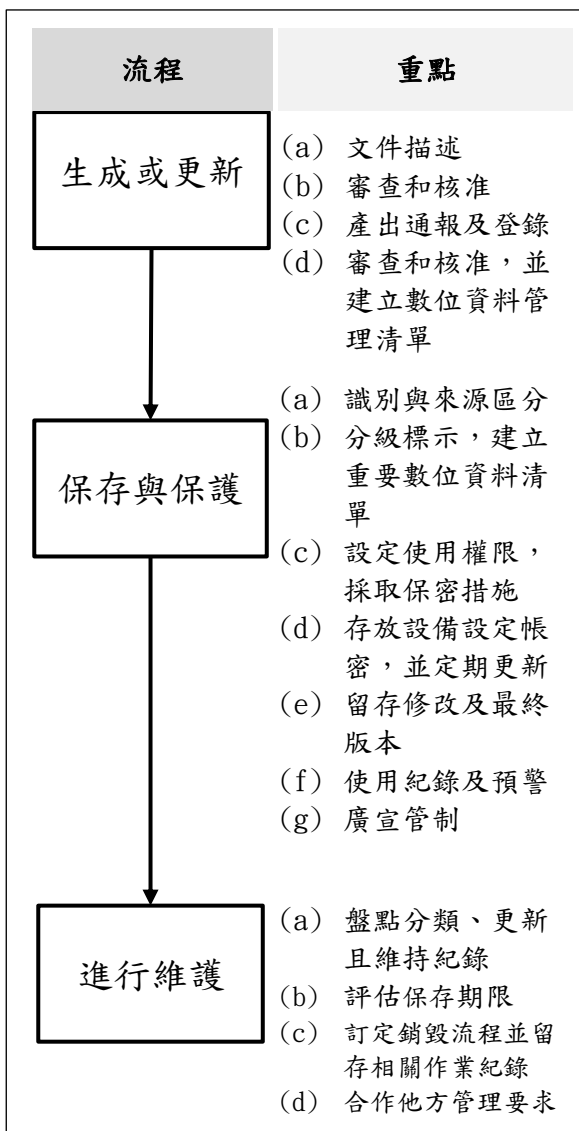 流程
重點
生成或更新
(a) 文件描述
(b) 審查和核准
(c) 產出通報及登錄
(d) 審查和核准，並
建立數位資料管
理清單
保存與保護
(a) 識別與來源區分
(b) 分級標示，建立
重要數位資料清
單
(c) 設定使用權限，
採取保密措施
(d) 存放設備設定帳
密，並定期更新
(e) 留存修改及最終
版本
(f) 使用紀錄及預警
(g) 廣宣管制
進行維護
(a) 盤點分類、更新
且維持紀錄
(b) 評估保存期限
(c) 訂定銷毀流程並留
存相關作業紀錄
(d) 合作他方管理要求